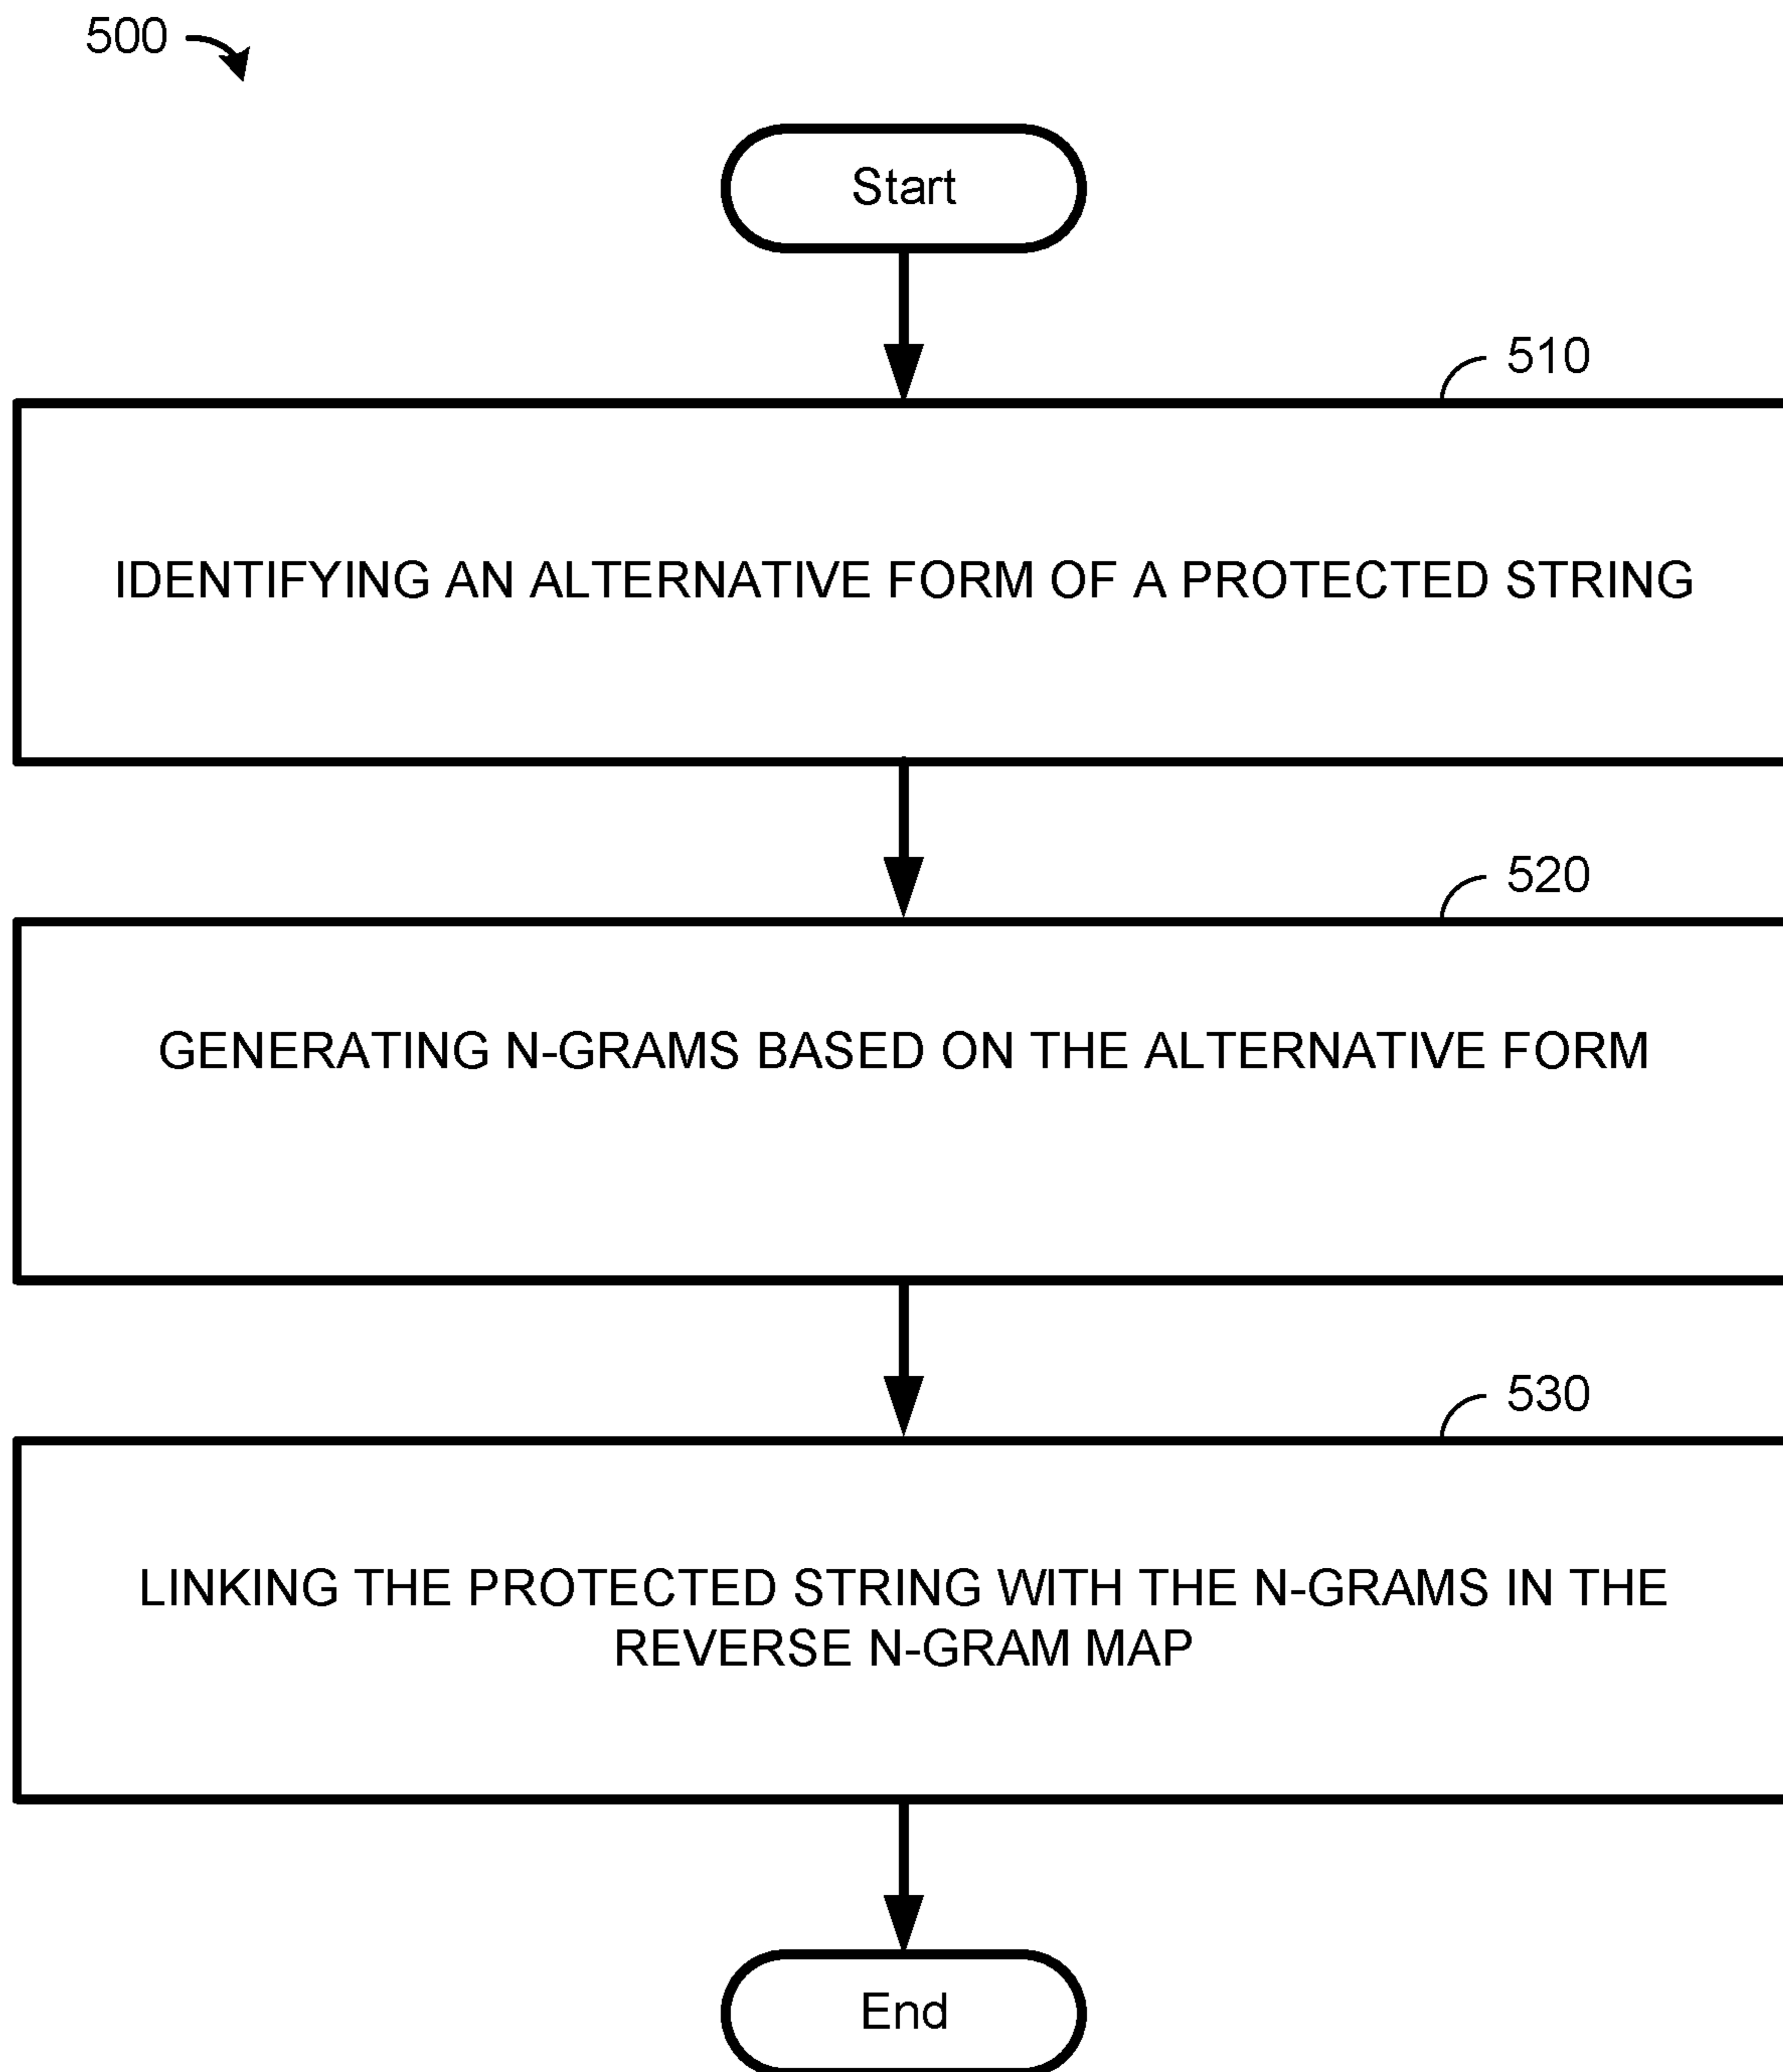 500
Start
510
IDENTIFYING AN ALTERNATIVE FORM OF A PROTECTED STRING
520
GENERATING N-GRAMS BASED ON THE ALTERNATIVE FORM
530
LINKING THE PROTECTED STRING WITH THE N-GRAMS IN THE
REVERSE N-GRAM MAP
End